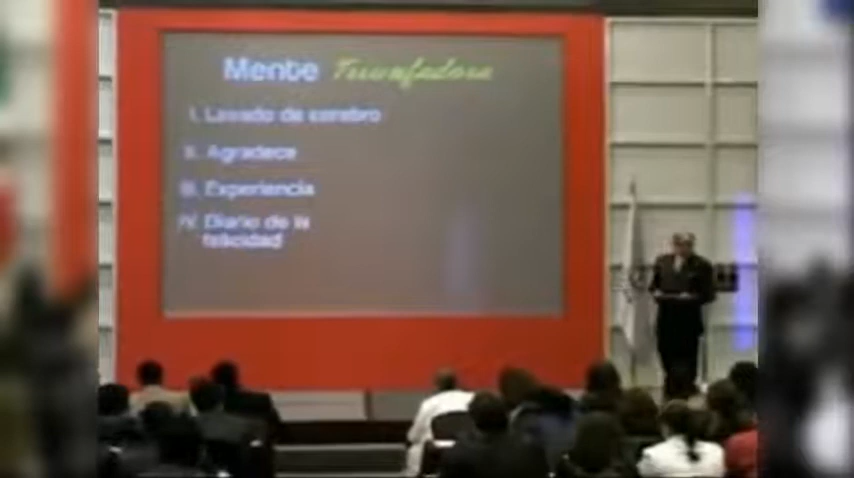 Mente Triunfadora
I. Lavado de cerebro
II. Agradece
III. Experiencia
IV. Diario de la
felicidad